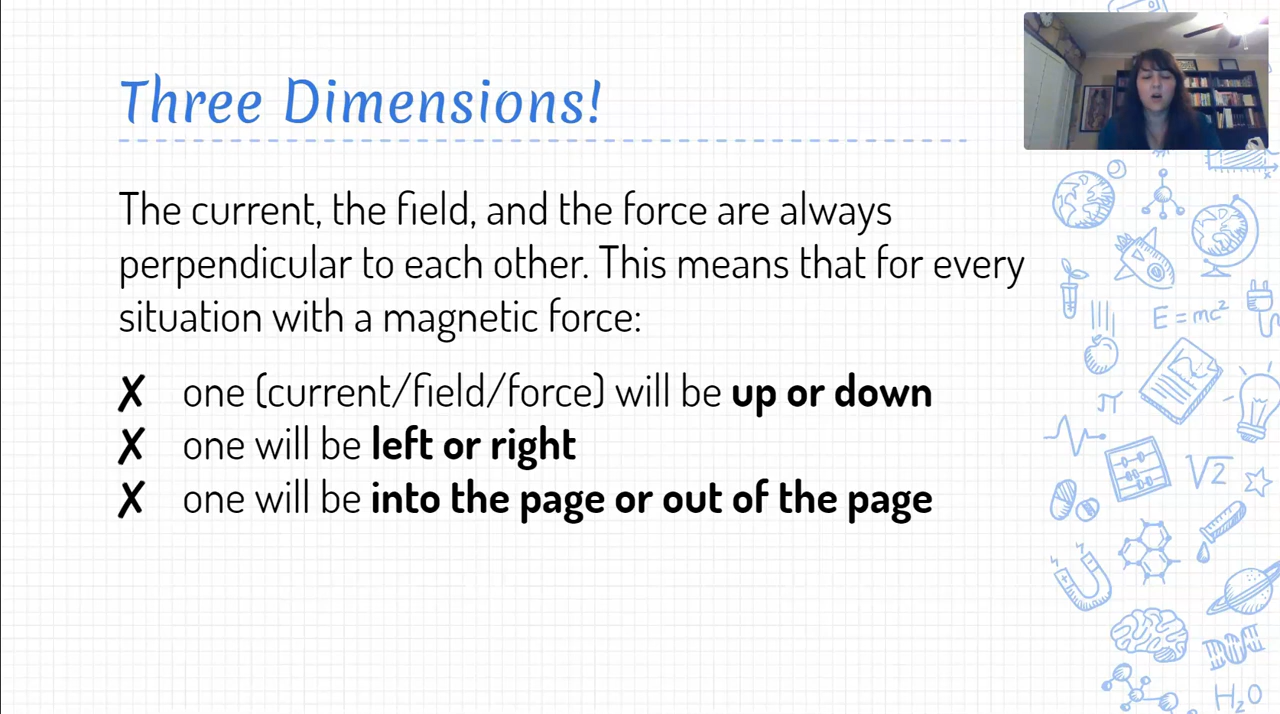 Three Dimensions!
The current, the field, and the force are always
perpendicular to each other. This means that for every
situation with a magnetic force:
✗ one (current/field/force) will be up or down
✗ one will be left or right
✗ one will be into the page or out of the page
E=mc²
π
√2
H₂O